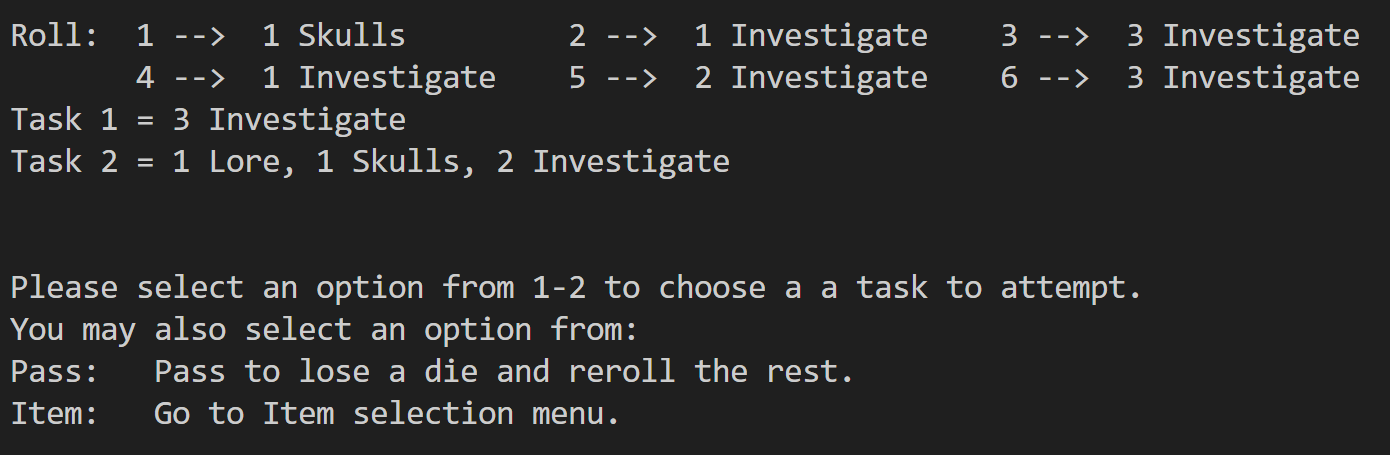 Roll:  1 -->  1 Skulls         2 -->  1 Investigate    3 -->  3 Investigate
       4 -->  1 Investigate    5 -->  2 Investigate    6 -->  3 Investigate
Task 1 = 3 Investigate
Task 2 = 1 Lore, 1 Skulls, 2 Investigate
Please select an option from 1-2 to choose a a task to attempt.
You may also select an option from:
Pass:   Pass to lose a die and reroll the rest.
Item:   Go to Item selection menu.